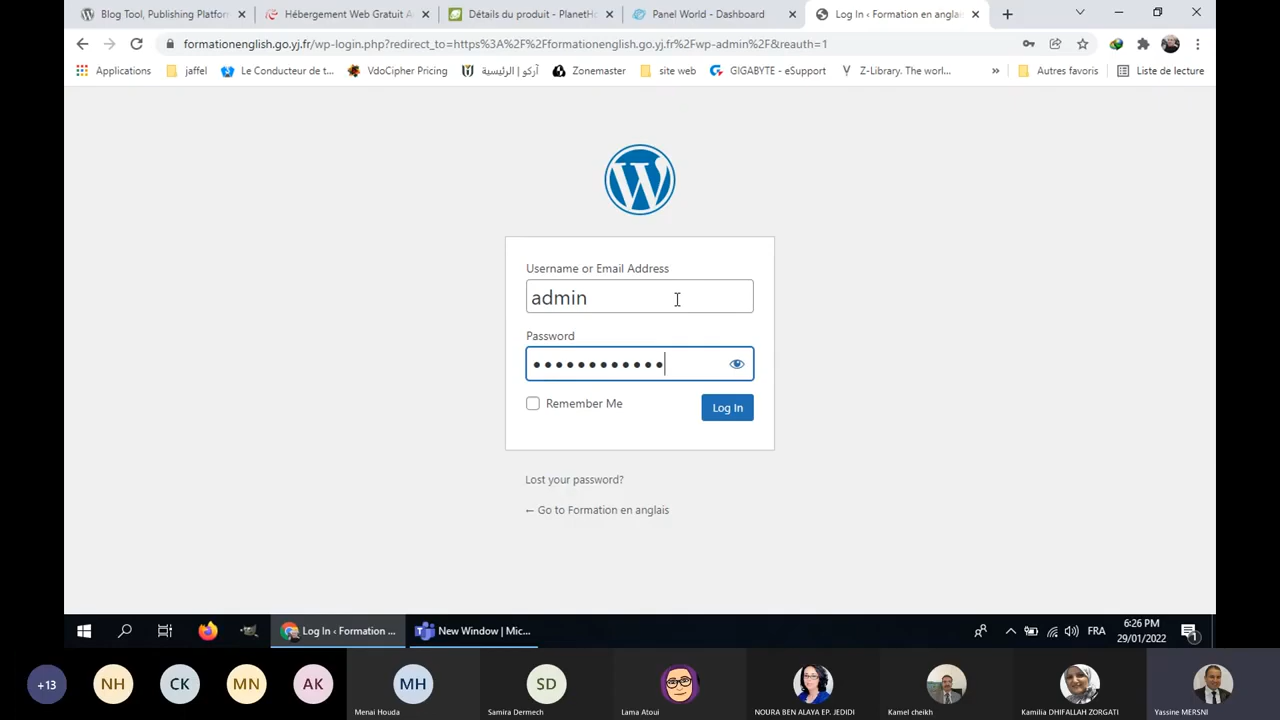 Blog Tool, Publishing Platform
Hébergement Web Gratuit A
Détails du produit - PlanetHo
Panel World - Dashboard
Log In ‹ Formation en anglais
formationenglish.go.yj.fr/wp-login.php?redirect_to=https%3A%2F%2Fformationenglish.go.yj.fr%2Fwp-admin%2F&reauth=1
Applications
jaffel
Le Conducteur de t...
VdoCipher Pricing
آركو | الرئيسية
Zonemaster
site web
GIGABYTE - eSupport
Z-Library. The worl...
»
Autres favoris
Liste de lecture
Username or Email Address
admin
Password
●●●●●●●●●●●●
Remember Me
Log In
Lost your password?
← Go to Formation en anglais
Log In ‹ Formation ...
New Window | Mic...
FRA
6:26 PM
29/01/2022
1
+13
NH
CK
MN
AK
MH
Menai Houda
SD
Samira Dermech
Lama Atoui
NOURA BEN ALAYA EP. JEDIDI
Kamel cheikh
Kamilia DHIFALLAH ZORGATI
Yassine MERSNI